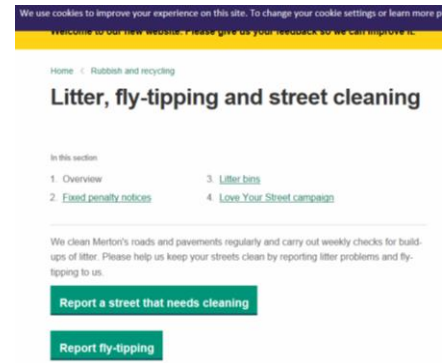 We use cookies to improve your experience on this site. To change your cookie settings or learn more
Welcome to our new website. Please give us your feedback so we can improve it.
Home < Rubbish and recycling
Litter, fly-tipping and street cleaning
In this section
1. Overview
2. Fixed penalty notices
3. Litter bins
4. Love Your Street campaign
We clean Merton's roads and pavements regularly and carry out weekly checks for build-
ups of litter. Please help us keep your streets clean by reporting litter problems and fly-
tipping to us.
Report a street that needs cleaning
Report fly-tipping